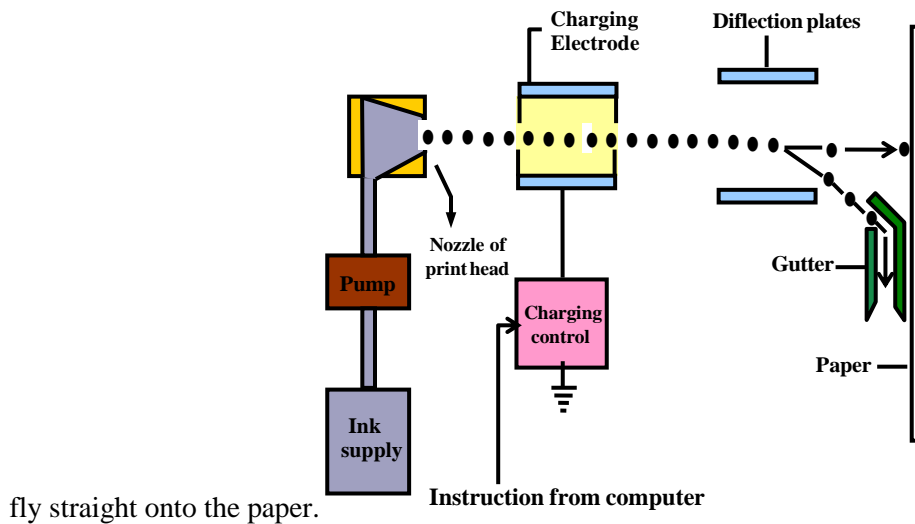 Charging
Electrode
Diflection plates
Nozzle of
print head
Pump
Charging
control
Gutter
Paper
Ink
supply
Instruction from computer
fly straight onto the paper.